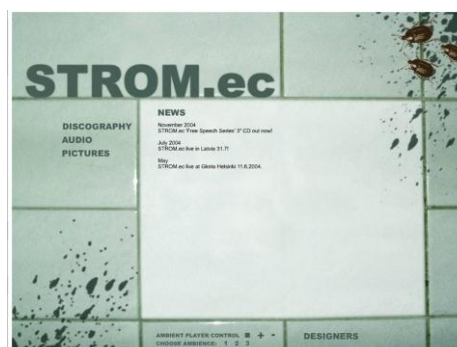 STROM.ec
DISCOGRAPHY
AUDIO
PICTURES
NEWS
November 2004
STROM.ec 'Free Speech Series' 3" CD out now!
July 2004
STROM.ec live in Latvia 31.7!
May
STROM.ec live at Gloria Helsinki 11.6.2004.
AMBIENT PLAYER CONTROL ■ + -
CHOOSE AMBIENCE: 1 2 3
DESIGNERS